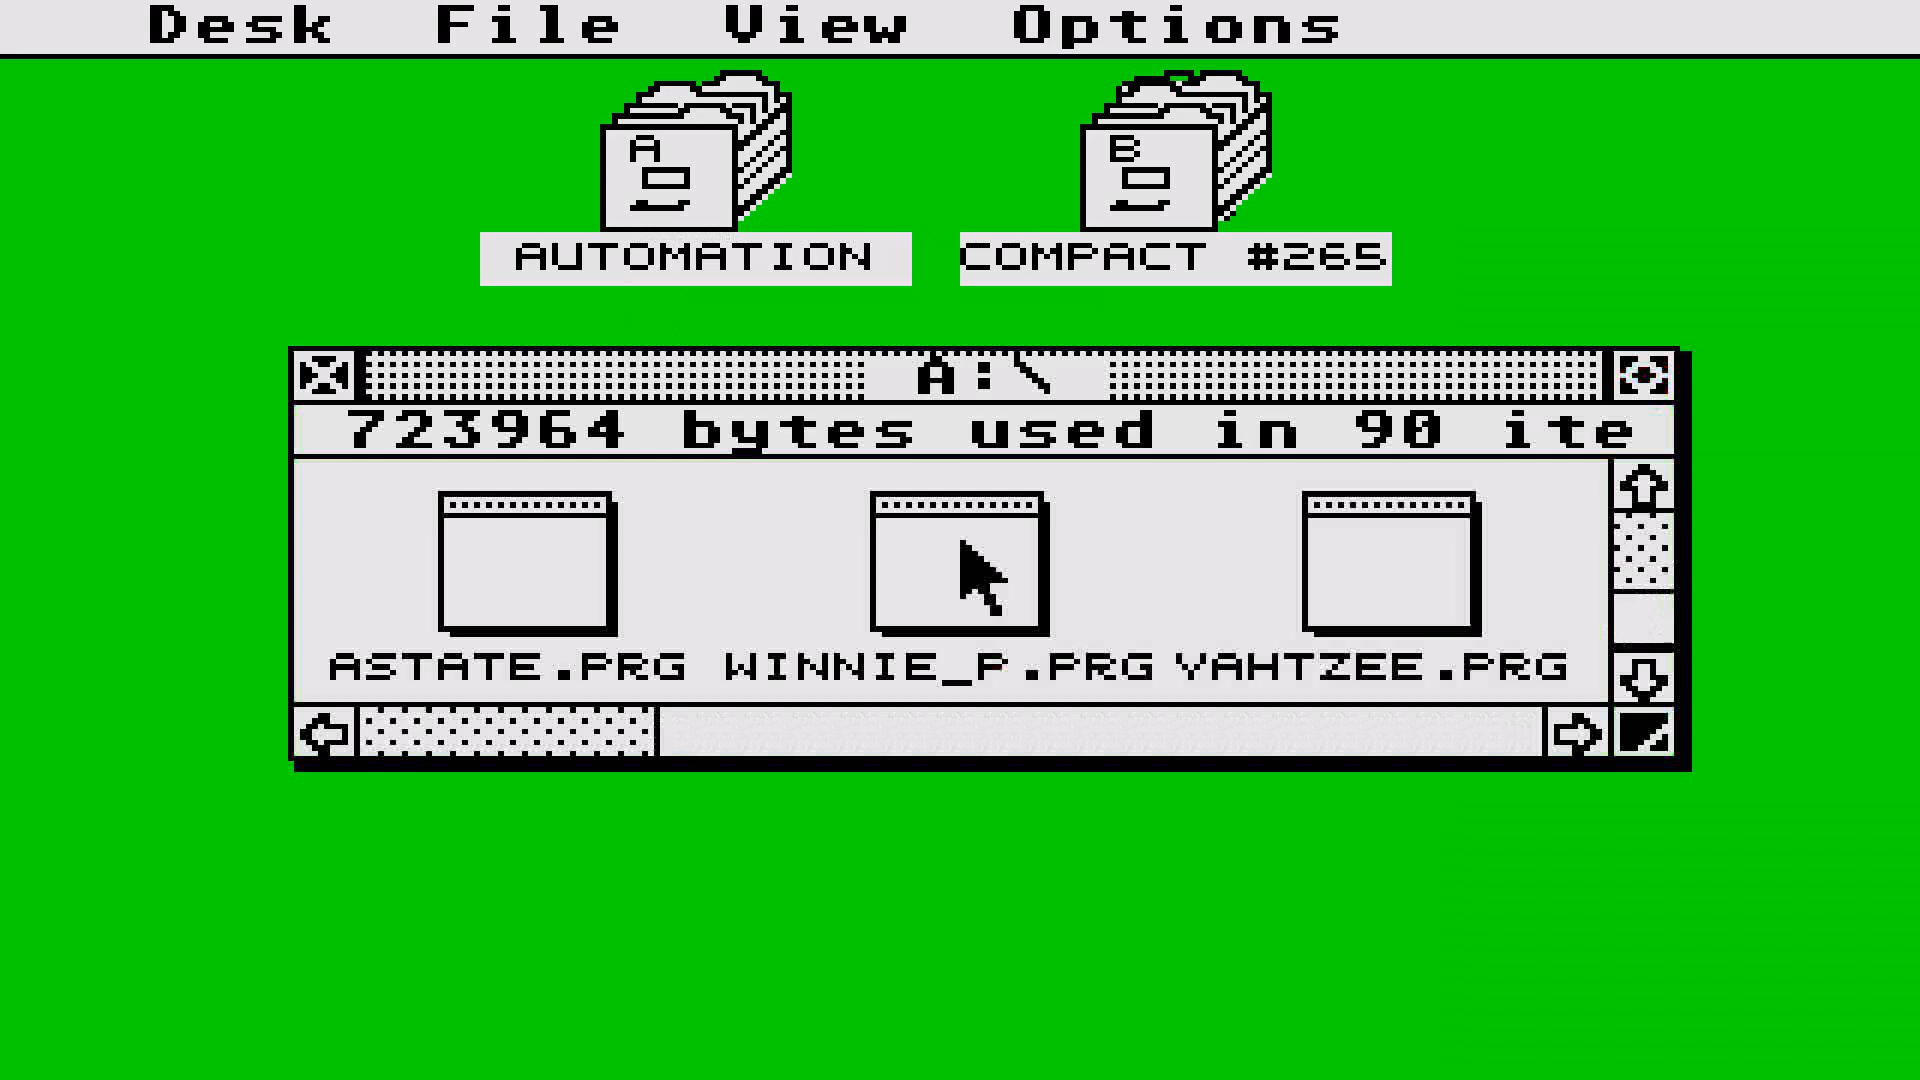 Desk File View Options
A B
AUTOMATION COMPACT #265
A:\
723964 bytes used in 90 ite
ASTATE.PRG WINNIE_P.PRG YAHTZEE.PRG